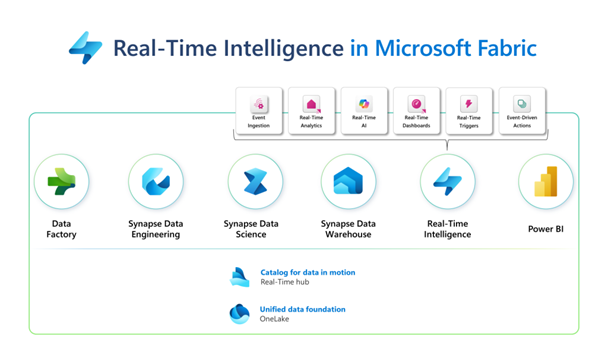 Real-Time Intelligence in Microsoft Fabric
Event
Ingestion
Real-Time
Analytics
Real-Time
AI
Real-Time
Dashboards
Real-Time
Triggers
Event-Driven
Actions
Data
Factory
Synapse Data
Engineering
Synapse Data
Science
Synapse Data
Warehouse
Real-Time
Intelligence
Power BI
Catalog for data in motion
Real-Time hub
Unified data foundation
OneLake